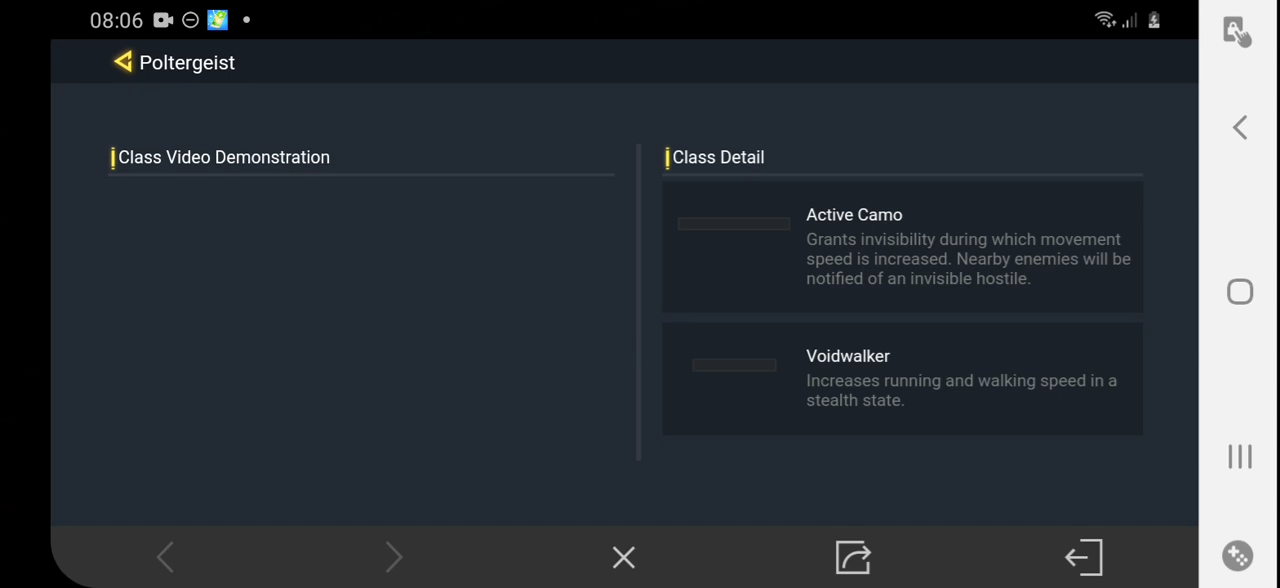 08:06
Poltergeist
Class Video Demonstration
Class Detail
Active Camo
Grants invisibility during which movement
speed is increased. Nearby enemies will be
notified of an invisible hostile.
Voidwalker
Increases running and walking speed in a
stealth state.